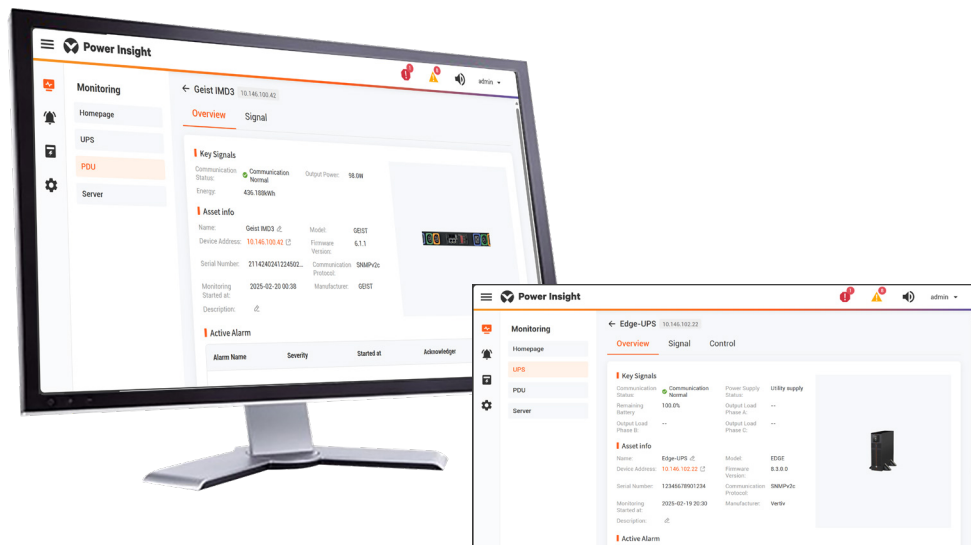 Power Insight
1
6
admin
Monitoring
Homepage
UPS
PDU
Server
Geist IMD3 10.146.100.42
Overview Signal
Key Signals
Communication Status: Communication Normal Output Power: 98.0W
Energy: 436.188kWh
Asset info
Name: Geist IMD3 Model: GEIST
Device Address: 10.146.100.42 Firmware Version: 6.1.1
Serial Number: 2114240241224502... Communication Protocol: SNMPv2c
Monitoring Started at: 2025-02-20 00:38 Manufacturer: GEIST
Description:
Active Alarm
Alarm Name Severity Started at Acknowledger
Power Insight
admin
Monitoring
Homepage
UPS
PDU
Server
Edge-UPS 10.146.102.22
Overview Signal Control
Key Signals
Communication Status: Communication Normal Power Supply Status: Utility supply
Remaining Battery 100.0% Output Load Phase A: --
Output Load Phase B: -- Output Load Phase C: --
Asset info
Name: Edge-UPS Model: EDGE
Device Address: 10.146.102.22 Firmware Version: 8.3.0.0
Serial Number: Communication Protocol: SNMPv2c
Monitoring Started at: 2025-02-19 20:30 Manufacturer: Vertiv
Description:
Active Alarm